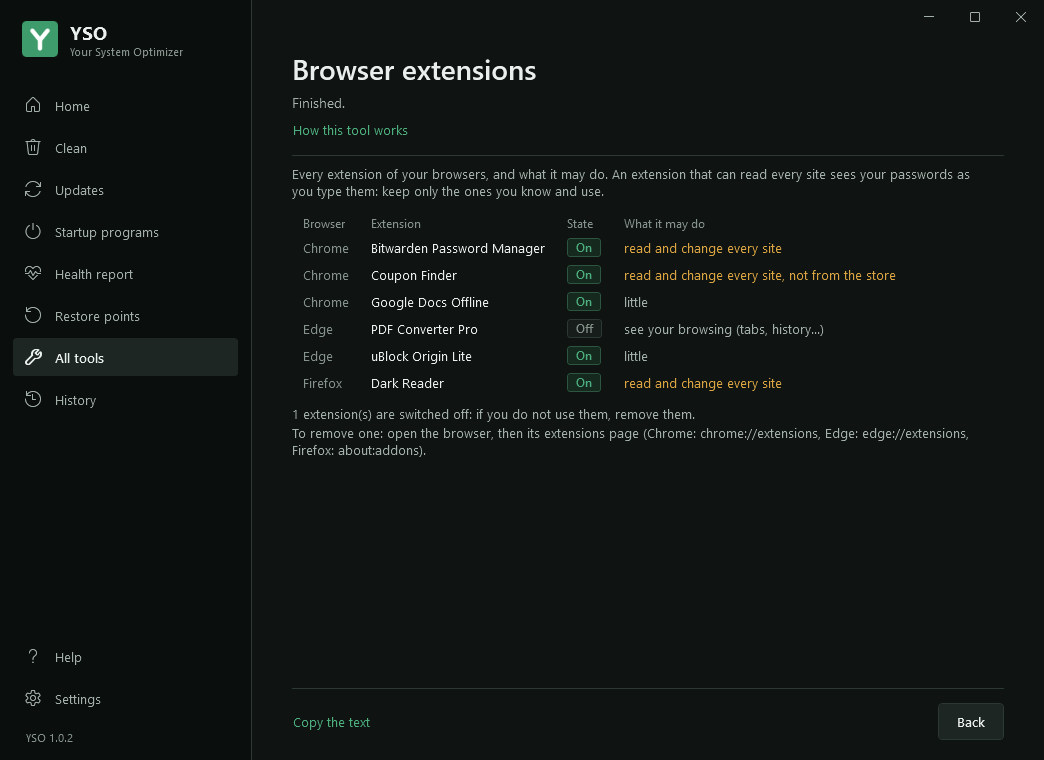 Y
YSO
Your System Optimizer
Home
Clean
Updates
Startup programs
Health report
Restore points
All tools
History
Help
Settings
YSO 1.0.2
Browser extensions
Finished.
How this tool works
Every extension of your browsers, and what it may do. An extension that can read every site sees your passwords as
you type them: keep only the ones you know and use.
Browser Extension State What it may do
Chrome Bitwarden Password Manager On read and change every site
Chrome Coupon Finder On read and change every site, not from the store
Chrome Google Docs Offline On little
Edge PDF Converter Pro Off see your browsing (tabs, history...)
Edge uBlock Origin Lite On little
Firefox Dark Reader On read and change every site
1 extension(s) are switched off: if you do not use them, remove them.
To remove one: open the browser, then its extensions page (Chrome: chrome://extensions, Edge: edge://extensions,
Firefox: about:addons).
Copy the text
Back